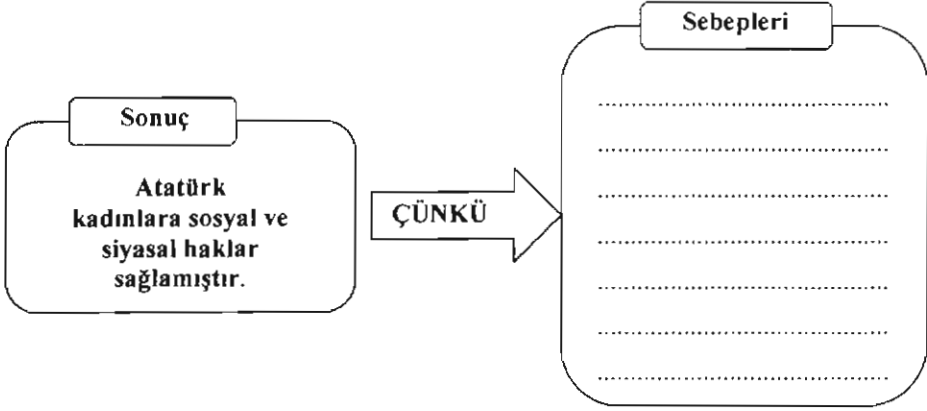 Sebepleri
Sonuç
Atatürk
kadınlara sosyal ve
siyasal haklar
sağlamıştır.
ÇÜNKÜ
................................................
................................................
................................................
................................................
................................................
................................................
................................................